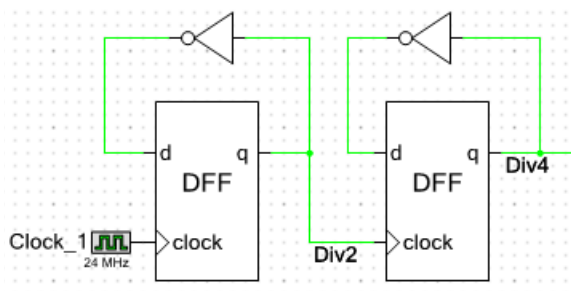 d q
DFF
Clock_1
24 MHz
clock
Div2
d q
DFF
clock
Div4